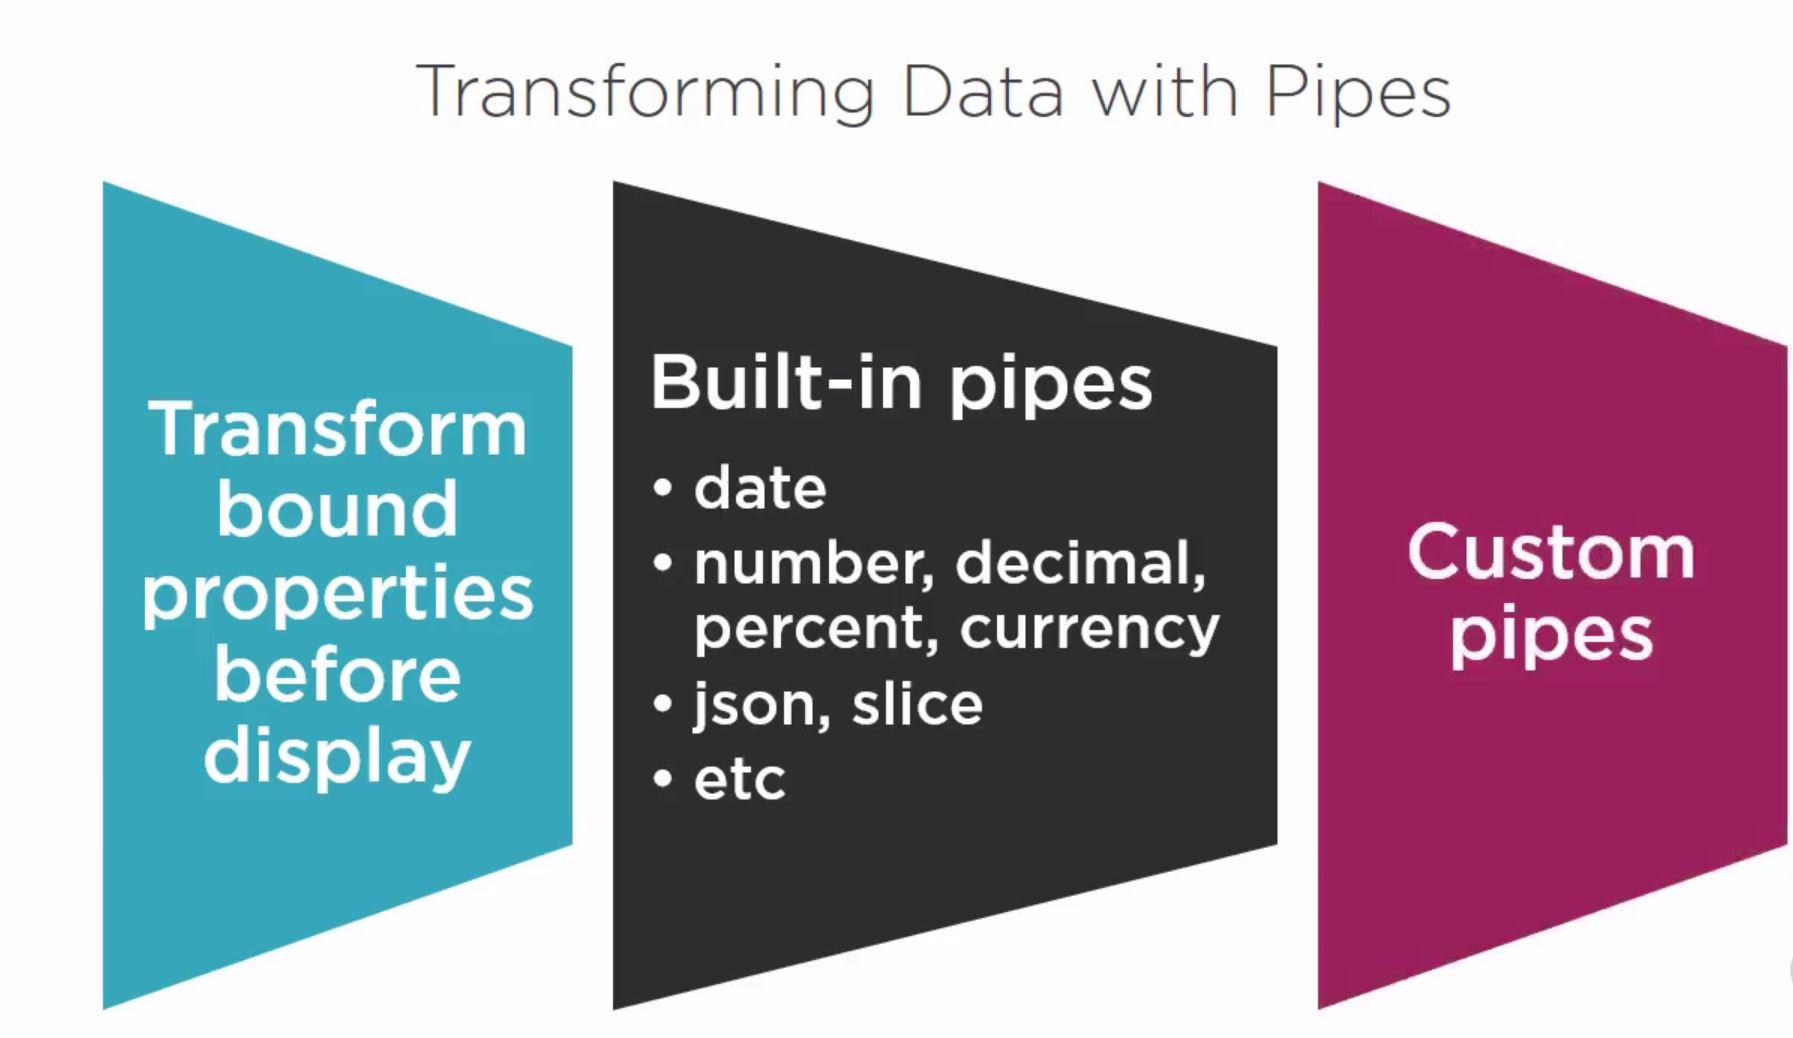 Transforming Data with Pipes
Transform
bound
properties
before
display
Built-in pipes
• date
• number, decimal,
percent, currency
• json, slice
• etc
Custom
pipes